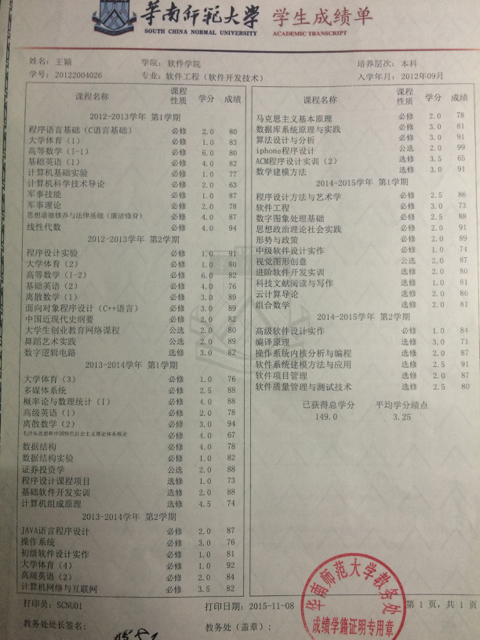 华南师范大学 学生成绩单
SOUTH CHINA NORMAL UNIVERSITY ACADEMIC TRANSCRIPT
姓名：王颖 学院：软件学院 培养层次：本科
学号：20122004026 专业：软件工程（软件开发技术） 入学年月：2012年09月
课程名称 课程性质 学分 成绩
2012-2013学年 第1学期
程序语言基础（C语言基础） 必修 2.0 80
大学体育（1） 必修 1.0 83
高等数学（1-1） 必修 6.0 80
基础英语（1） 必修 4.0 82
计算机基础实验 必修 1.0 77
计算机科学技术导论 必修 2.0 63
军事技能 必修 1.0 87
军事理论 必修 2.0 78
思想道德修养与法律基础（廉洁修身） 必修 4.0 87
线性代数 必修 4.0 94
2012-2013学年 第2学期
程序设计实验 必修 1.0 91
大学体育（2） 必修 1.0 80
高等数学（1-2） 必修 6.0 82
基础英语（2） 必修 4.0 76
离散数学（1） 必修 3.0 89
面向对象程序设计（C++语言） 必修 3.0 89
中国近现代史纲要 必修 2.0 82
大学生创业教育网络课程 公选 2.0 80
舞蹈艺术实践 公选 2.0 89
数字逻辑电路 选修 3.0 82
2013-2014学年 第1学期
大学体育（3） 必修 1.0 76
多媒体系统 必修 2.5 88
概率论与数理统计（I） 必修 4.0 88
高级英语（1） 必修 2.0 78
离散数学（2） 必修 3.0 94
毛泽东思想和中国特色社会主义理论体系概论 必修 4.0 67
数据结构 必修 4.0 78
数据结构实验 必修 1.0 82
证券投资学 公选 2.0 88
程序设计课程项目 选修 1.0 73
基础软件开发实训 选修 2.0 88
计算机组成原理 选修 4.5 74
2013-2014学年 第2学期
JAVA语言程序设计 必修 2.0 87
操作系统 必修 3.0 76
初级软件设计实作 必修 1.0 81
大学体育（4） 必修 1.0 92
高级英语（2） 必修 2.0 84
计算机网络与互联网 必修 3.5 82
课程名称 课程性质 学分 成绩
马克思主义基本原理 必修 2.0 78
数据库系统原理与实践 必修 3.0 81
算法设计与分析 必修 3.0 91
iphone程序设计 公选 2.0 99
ACM程序设计实训（2） 选修 3.5 65
数学建模方法 选修 3.0 91
2014-2015学年 第1学期
程序设计方法与艺术学 必修 2.5 86
软件工程 必修 3.0 73
数字图象处理基础 必修 2.5 88
思想政治理论社会实践 必修 2.0 91
形势与政策 必修 2.0 89
中级软件设计实作 必修 1.0 74
视觉图形创意 公选 2.0 87
进阶软件开发实训 选修 2.0 80
科技文献阅读与写作 选修 1.0 81
云计算导论 选修 2.0 86
组合数学 选修 2.0 81
2014-2015学年 第2学期
高级软件设计实作 必修 1.0 84
编译原理 选修 3.0 71
操作系统内核分析与编程 选修 2.0 87
软件系统建模方法与应用 选修 2.5 91
软件项目管理 选修 2.0 87
软件质量管理与测试技术 选修 2.5 80
已获得总学分 平均学分绩点
149.0 3.25
打印员：SCNU01 打印日期：2015-11-08 第 1 页，共 1 页
教务处处长签名： 教务处（盖章）：
华南师范大学教务处
成绩学籍证明专用章